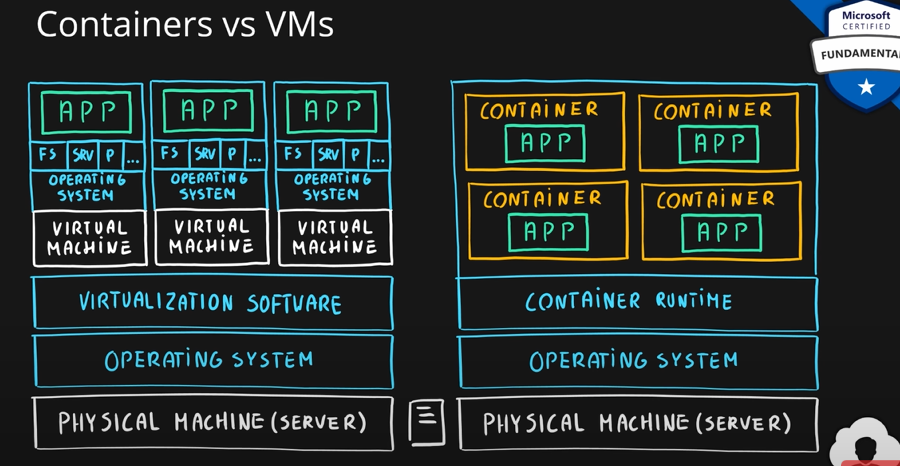 Containers vs VMs
Microsoft
CERTIFIED
FUNDAMENTA
APP
APP
APP
FS SRV P ...
FS SRV P ...
FS SRV P ...
OPERATING
SYSTEM
OPERATING
SYSTEM
OPERATING
SYSTEM
VIRTUAL
MACHINE
VIRTUAL
MACHINE
VIRTUAL
MACHINE
VIRTUALIZATION SOFTWARE
OPERATING SYSTEM
PHYSICAL MACHINE (SERVER)
CONTAINER
APP
CONTAINER
APP
CONTAINER
APP
CONTAINER
APP
CONTAINER RUNTIME
OPERATING SYSTEM
PHYSICAL MACHINE (SERVER)